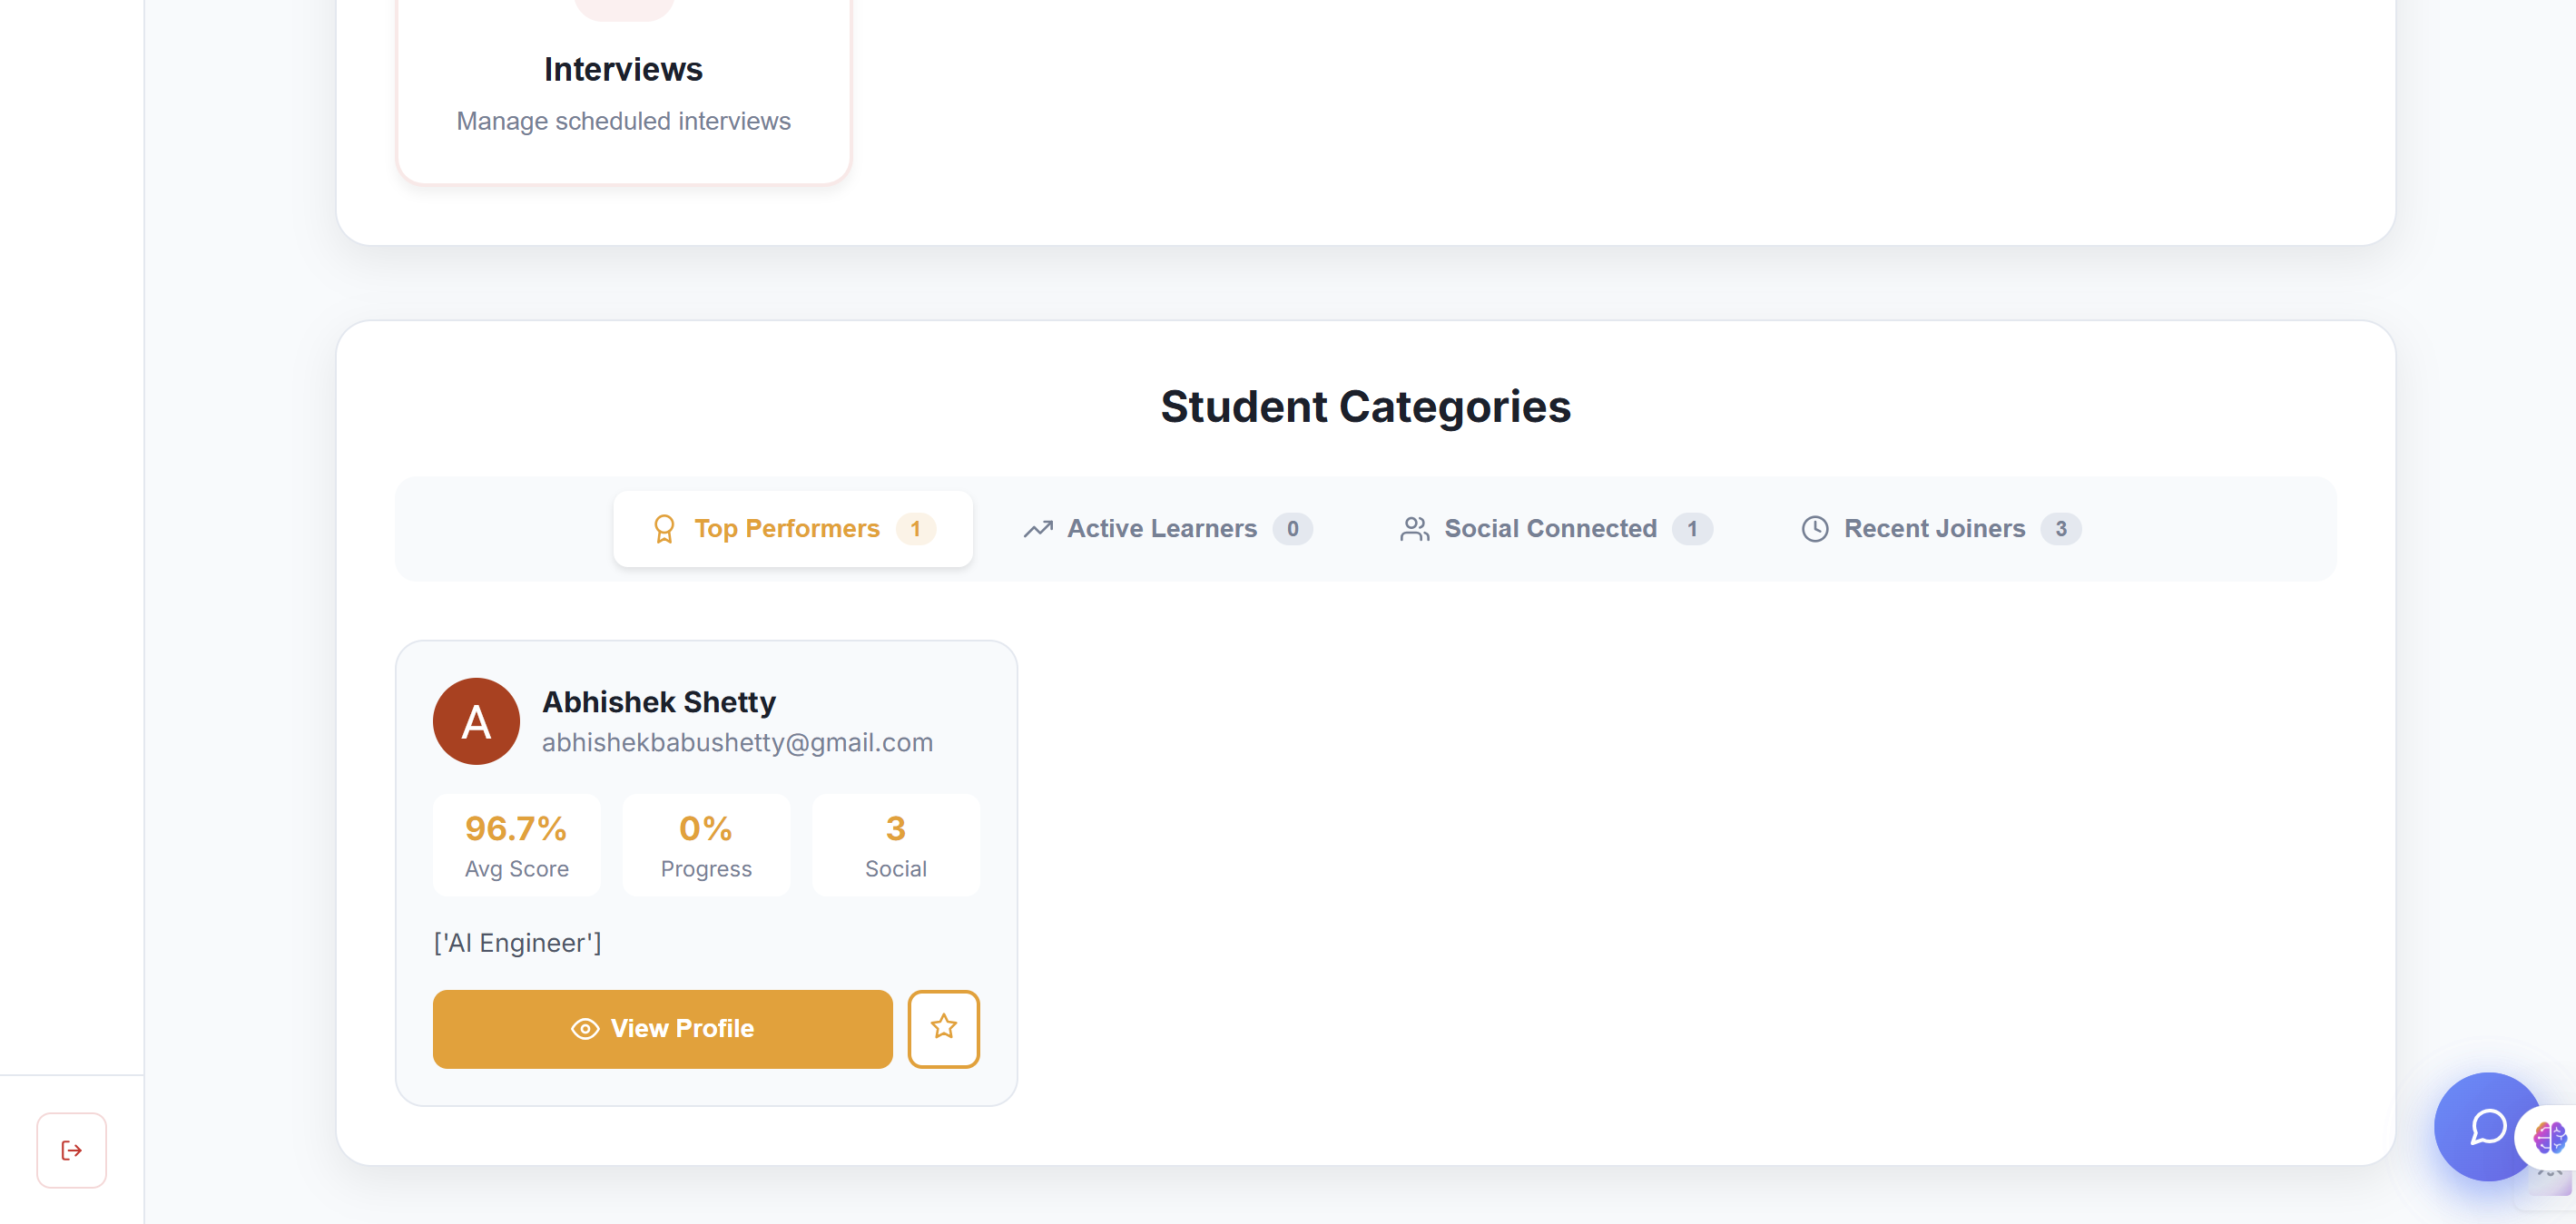 Interviews
Manage scheduled interviews
Student Categories
Top Performers 1 Active Learners 0 Social Connected 1 Recent Joiners 3
A
Abhishek Shetty
abhishekbabushetty@gmail.com
96.7% 0% 3
Avg Score Progress Social
['AI Engineer']
View Profile